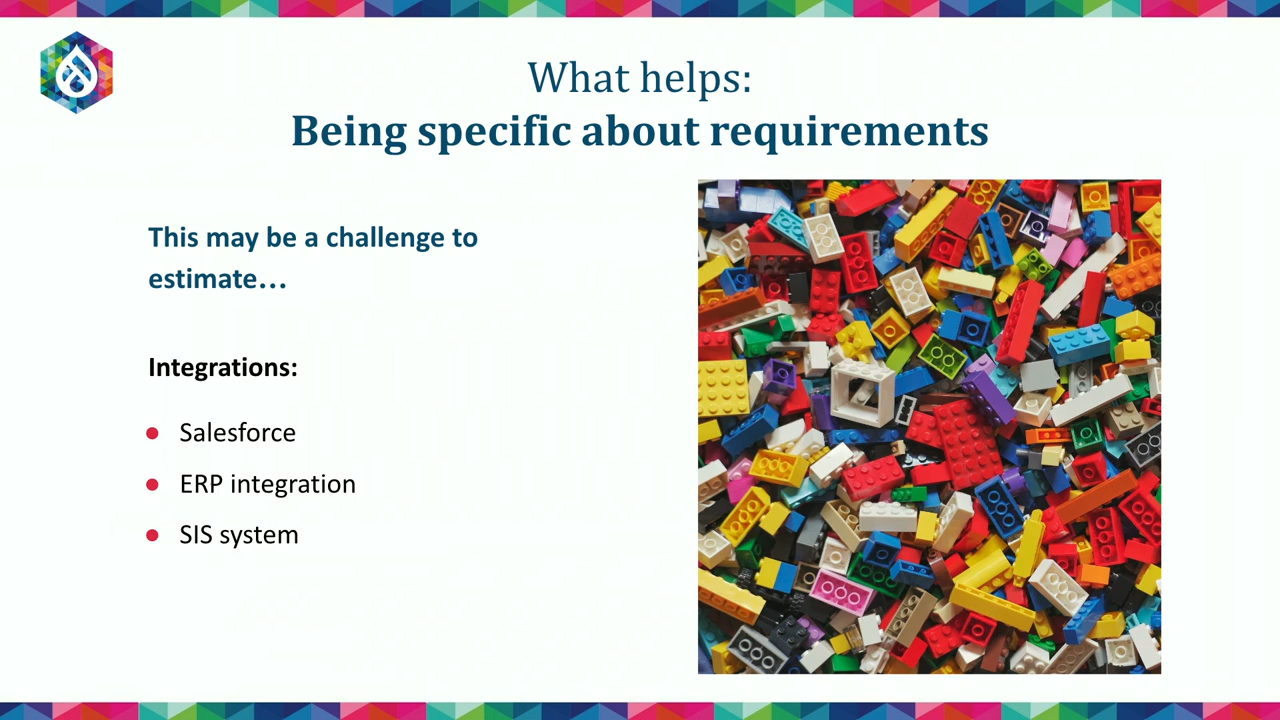 What helps:
Being specific about requirements
This may be a challenge to
estimate…
Integrations:
Salesforce
ERP integration
SIS system